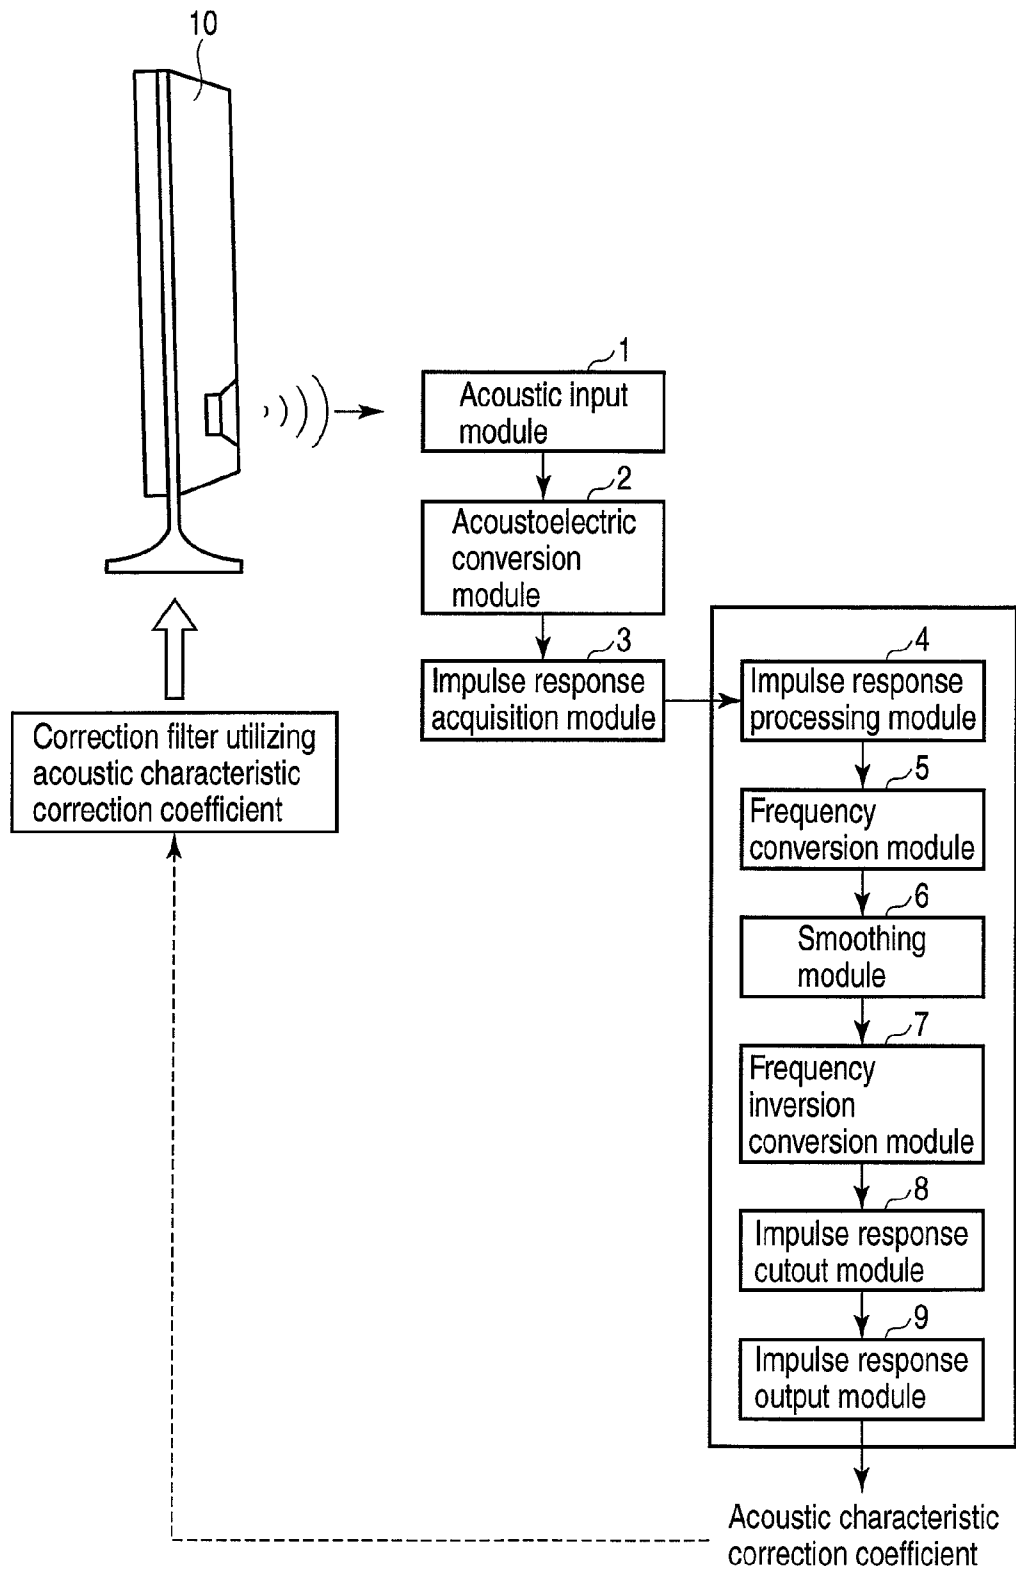 10
1
Acoustic input
module
2
Acoustoelectric
conversion
module
3
Impulse response
acquisition module
4
Impulse response
processing module
5
Frequency
conversion module
6
Smoothing
module
7
Frequency
inversion
conversion module
8
Impulse response
cutout module
9
Impulse response
output module
Correction filter utilizing
acoustic characteristic
correction coefficient
Acoustic characteristic
correction coefficient